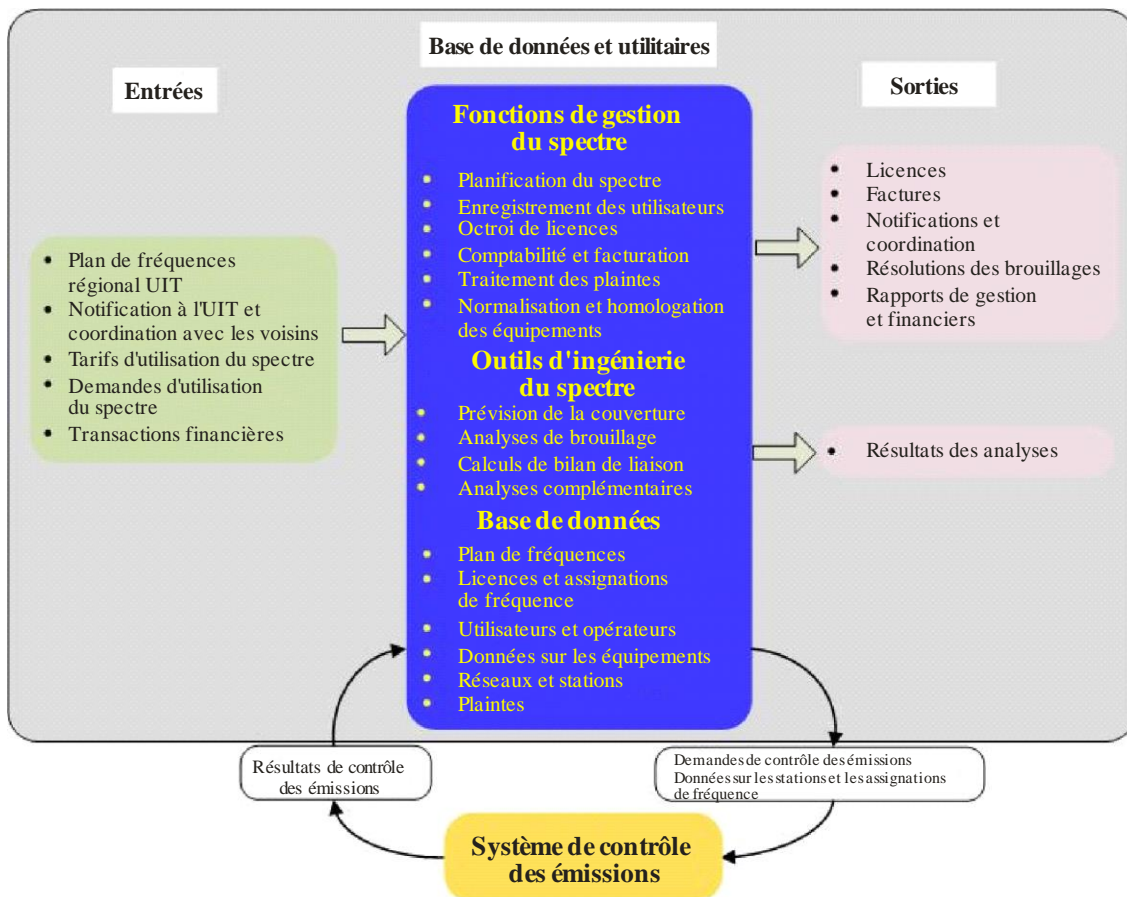 Base de données et utilitaires
Entrées
Sorties
Plan de fréquences
régional UIT
Notification à l'UIT et
coordination avec les voisins
Tarifs d'utilisation du spectre
Demandes d'utilisation
du spectre
Transactions financières
Fonctions de gestion
du spectre
Planification du spectre
Enregistrement des utilisateurs
Octroi de licences
Comptabilité et facturation
Traitement des plaintes
Normalisation et homologation
des équipements
Outils d'ingénierie
du spectre
Prévision de la couverture
Analyses de brouillage
Calculs de bilan de liaison
Analyses complémentaires
Base de données
Plan de fréquences
Licences et assignations
de fréquence
Utilisateurs et opérateurs
Données sur les équipements
Réseaux et stations
Plaintes
Licences
Factures
Notifications et
coordination
Résolutions des brouillages
Rapports de gestion
et financiers
Résultats des analyses
Résultats de contrôle
des émissions
Demandes de contrôle des émissions
Données sur les stations et les assignations
de fréquence
Système de contrôle
des émissions